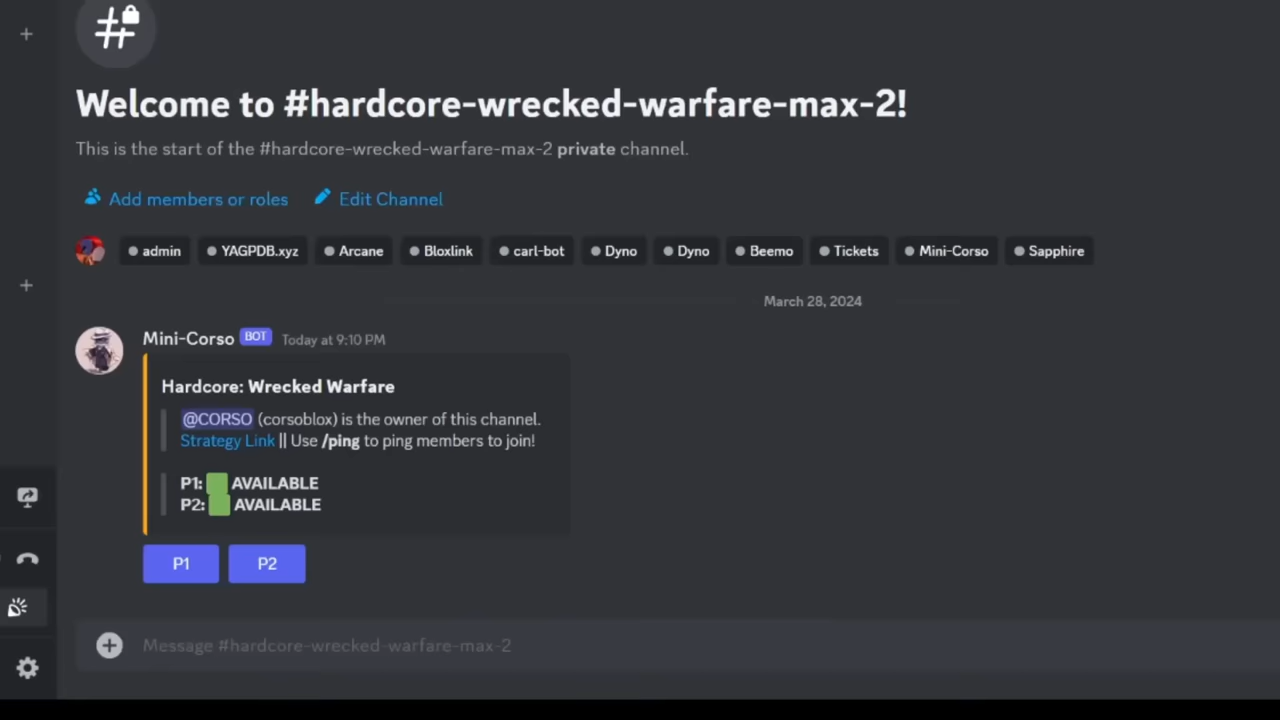 Welcome to #hardcore-wrecked-warfare-max-2!
This is the start of the #hardcore-wrecked-warfare-max-2 private channel.
Add members or roles Edit Channel
admin YAGPDB.xyz Arcane Bloxlink carl-bot Dyno Dyno Beemo Tickets Mini-Corso Sapphire
March 28, 2024
Mini-Corso BOT Today at 9:10 PM
Hardcore: Wrecked Warfare
@CORSO (corsoblox) is the owner of this channel.
Strategy Link || Use /ping to ping members to join!
P1: AVAILABLE
P2: AVAILABLE
P1 P2
Message #hardcore-wrecked-warfare-max-2